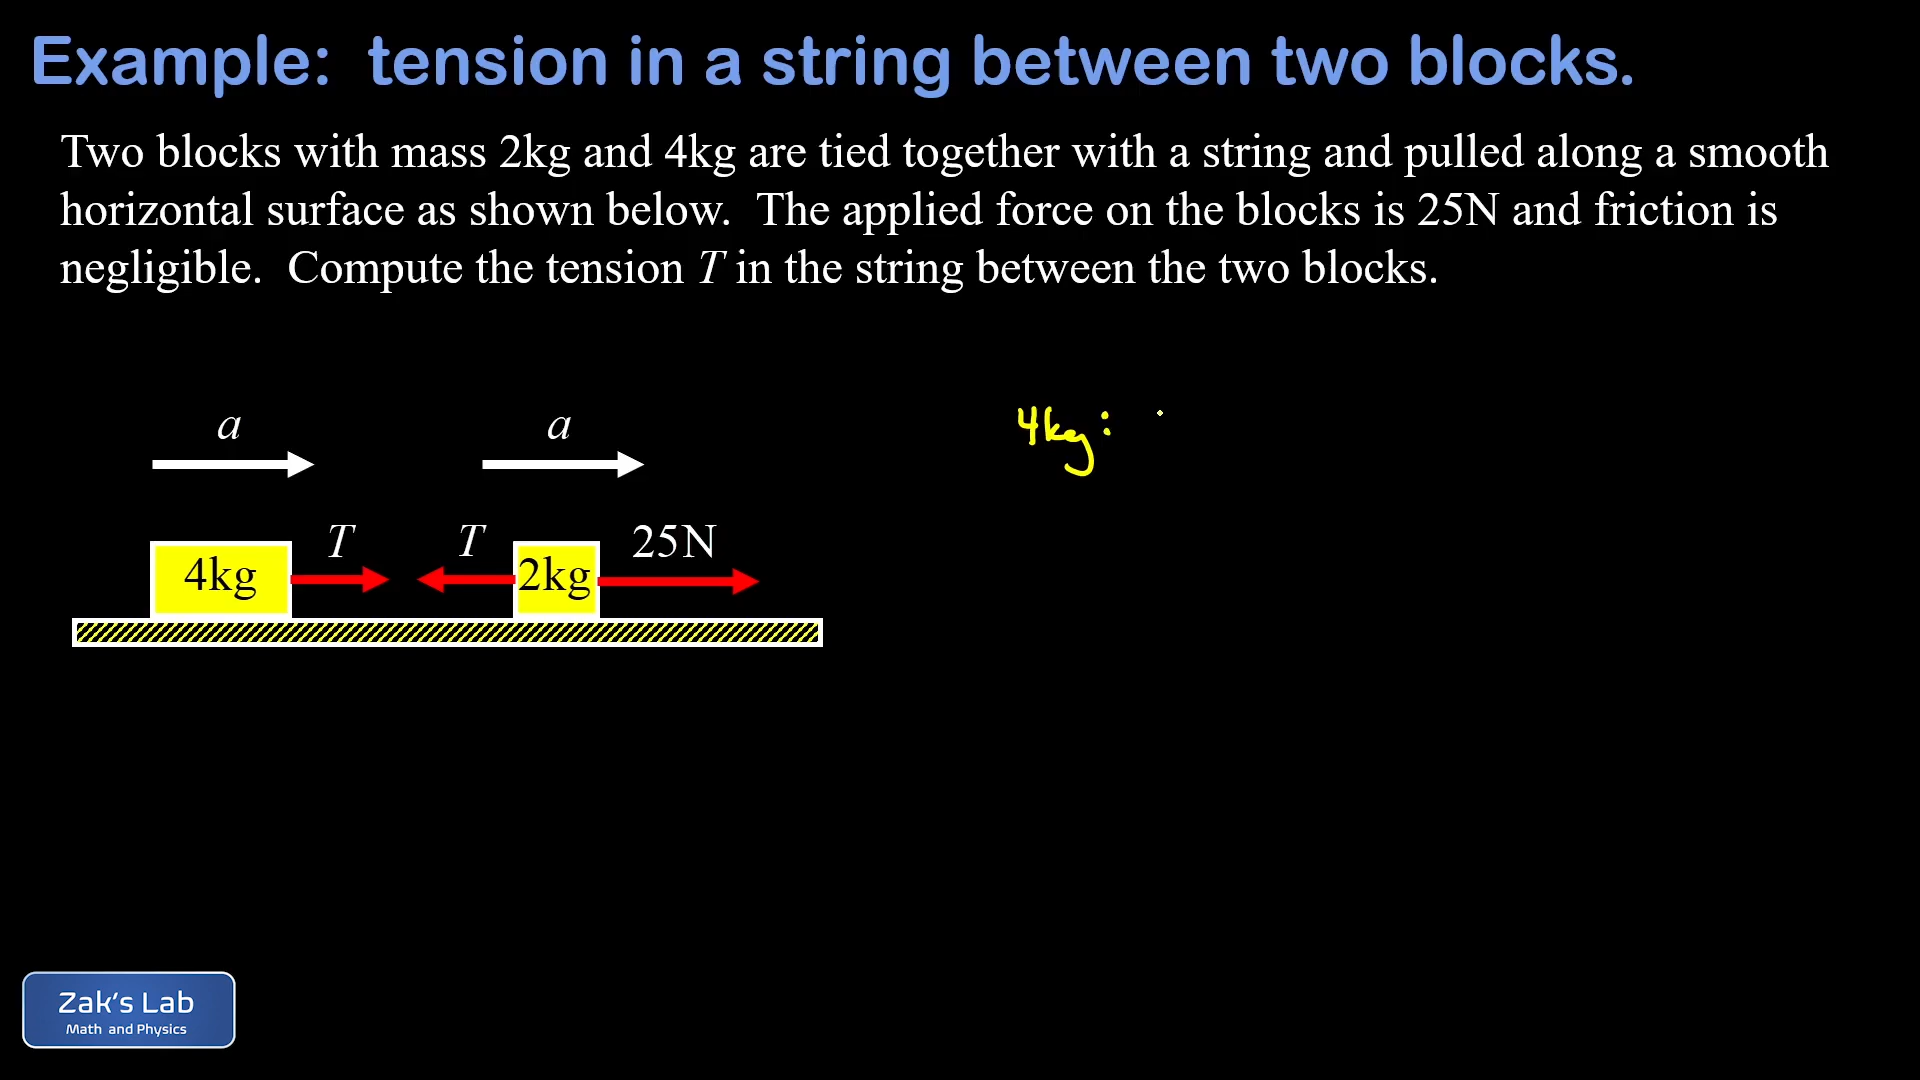 Example: tension in a string between two blocks.
Two blocks with mass 2kg and 4kg are tied together with a string and pulled along a smooth
horizontal surface as shown below. The applied force on the blocks is 25N and friction is
negligible. Compute the tension T in the string between the two blocks.
a a
4kg:
T T 25N
4kg 2kg
Zak's Lab
Math and Physics